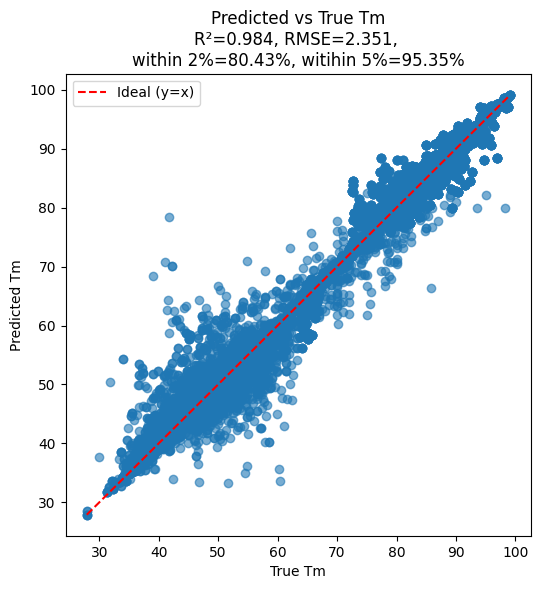 Predicted vs True Tm
R²=0.984, RMSE=2.351,
within 2%=80.43%, witihin 5%=95.35%
Ideal (y=x)
100
90
80
70
60
50
40
30
Predicted Tm
30 40 50 60 70 80 90 100
True Tm